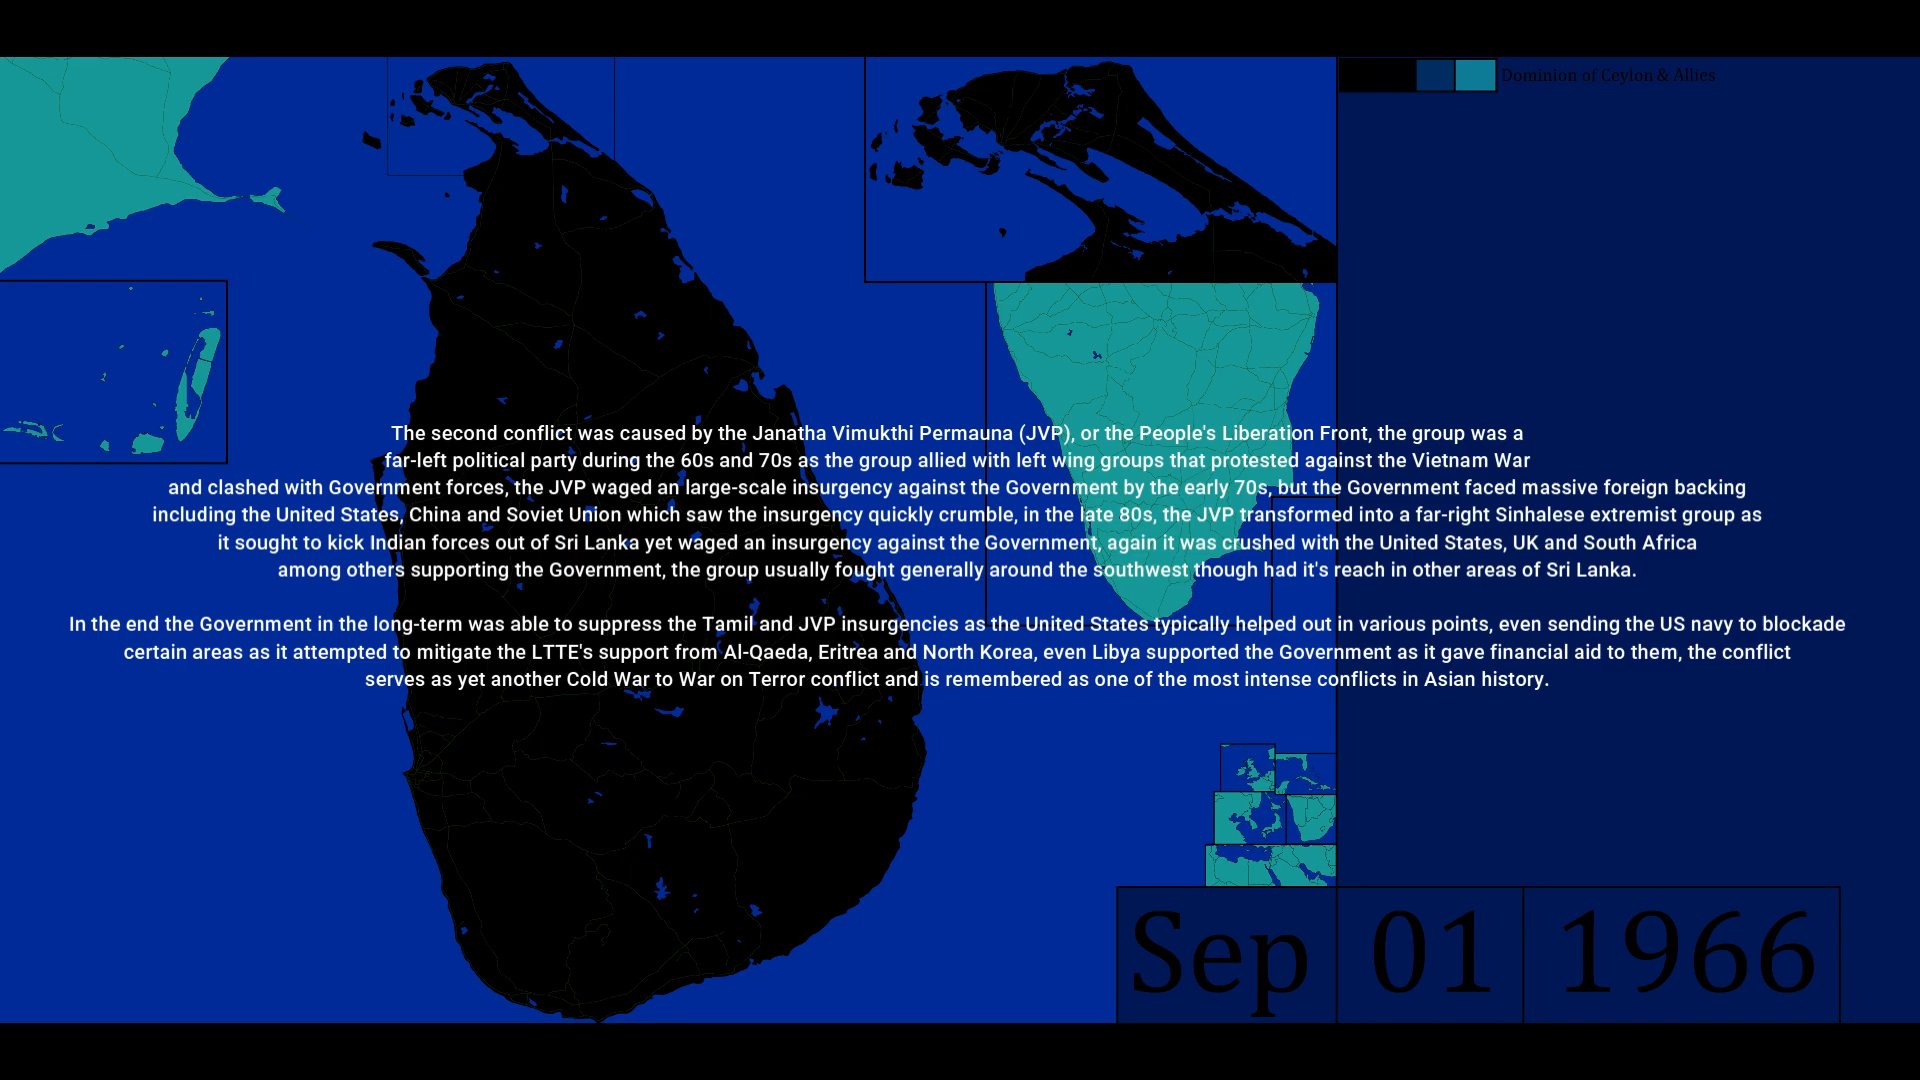 Dominion of Ceylon & Allies
The second conflict was caused by the Janatha Vimukthi Permauna (JVP), or the People's Liberation Front, the group was a
far-left political party during the 60s and 70s as the group allied with left wing groups that protested against the Vietnam War
and clashed with Government forces, the JVP waged an large-scale insurgency against the Government by the early 70s, but the Government faced massive foreign backing
including the United States, China and Soviet Union which saw the insurgency quickly crumble, in the late 80s, the JVP transformed into a far-right Sinhalese extremist group as
it sought to kick Indian forces out of Sri Lanka yet waged an insurgency against the Government, again it was crushed with the United States, UK and South Africa
among others supporting the Government, the group usually fought generally around the southwest though had it's reach in other areas of Sri Lanka.
In the end the Government in the long-term was able to suppress the Tamil and JVP insurgencies as the United States typically helped out in various points, even sending the US navy to blockade
certain areas as it attempted to mitigate the LTTE's support from Al-Qaeda, Eritrea and North Korea, even Libya supported the Government as it gave financial aid to them, the conflict
serves as yet another Cold War to War on Terror conflict and is remembered as one of the most intense conflicts in Asian history.
Sep 01 1966